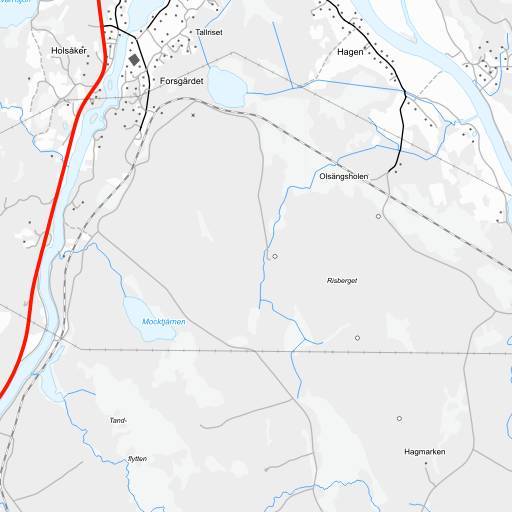 Tallriset
Holsåker
Hagen
Forsgärdet
Olsängsholen
Risberget
Mocktjärnen
Tand-
flytten
Hagmarken